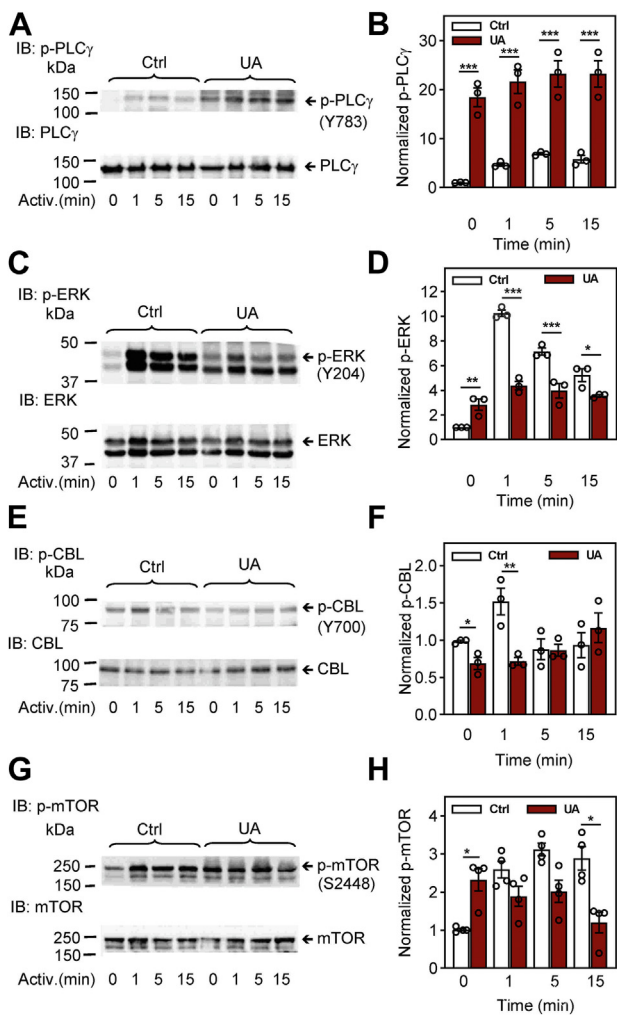 A
IB: p-PLCγ
kDa
Ctrl
UA
150
100
p-PLCγ
(Y783)
IB: PLCγ
150
100
PLCγ
Activ.(min) 0 1 5 15 0 1 5 15
B
Ctrl
UA
Normalized p-PLCγ
30
20
10
0
*** *** *** ***
0 1 5 15
Time (min)
C
IB: p-ERK
kDa
Ctrl
UA
50
37
p-ERK
(Y204)
IB: ERK
50
37
ERK
Activ.(min) 0 1 5 15 0 1 5 15
D
Ctrl UA
Normalized p-ERK
12
10
8
6
4
2
0
** *** *** *
0 1 5 15
Time (min)
E
IB: p-CBL
kDa
Ctrl
UA
100
75
p-CBL
(Y700)
IB: CBL
100
75
CBL
Activ.(min) 0 1 5 15 0 1 5 15
F
Ctrl UA
Normalized p-CBL
2.0
1.5
1.0
0.5
0.0
* **
0 1 5 15
Time (min)
G
IB: p-mTOR
kDa
Ctrl
UA
250
150
p-mTOR
(S2448)
IB: mTOR
250
150
mTOR
Activ.(min) 0 1 5 15 0 1 5 15
H
Ctrl UA
Normalized p-mTOR
4
3
2
1
0
* *
0 1 5 15
Time (min)